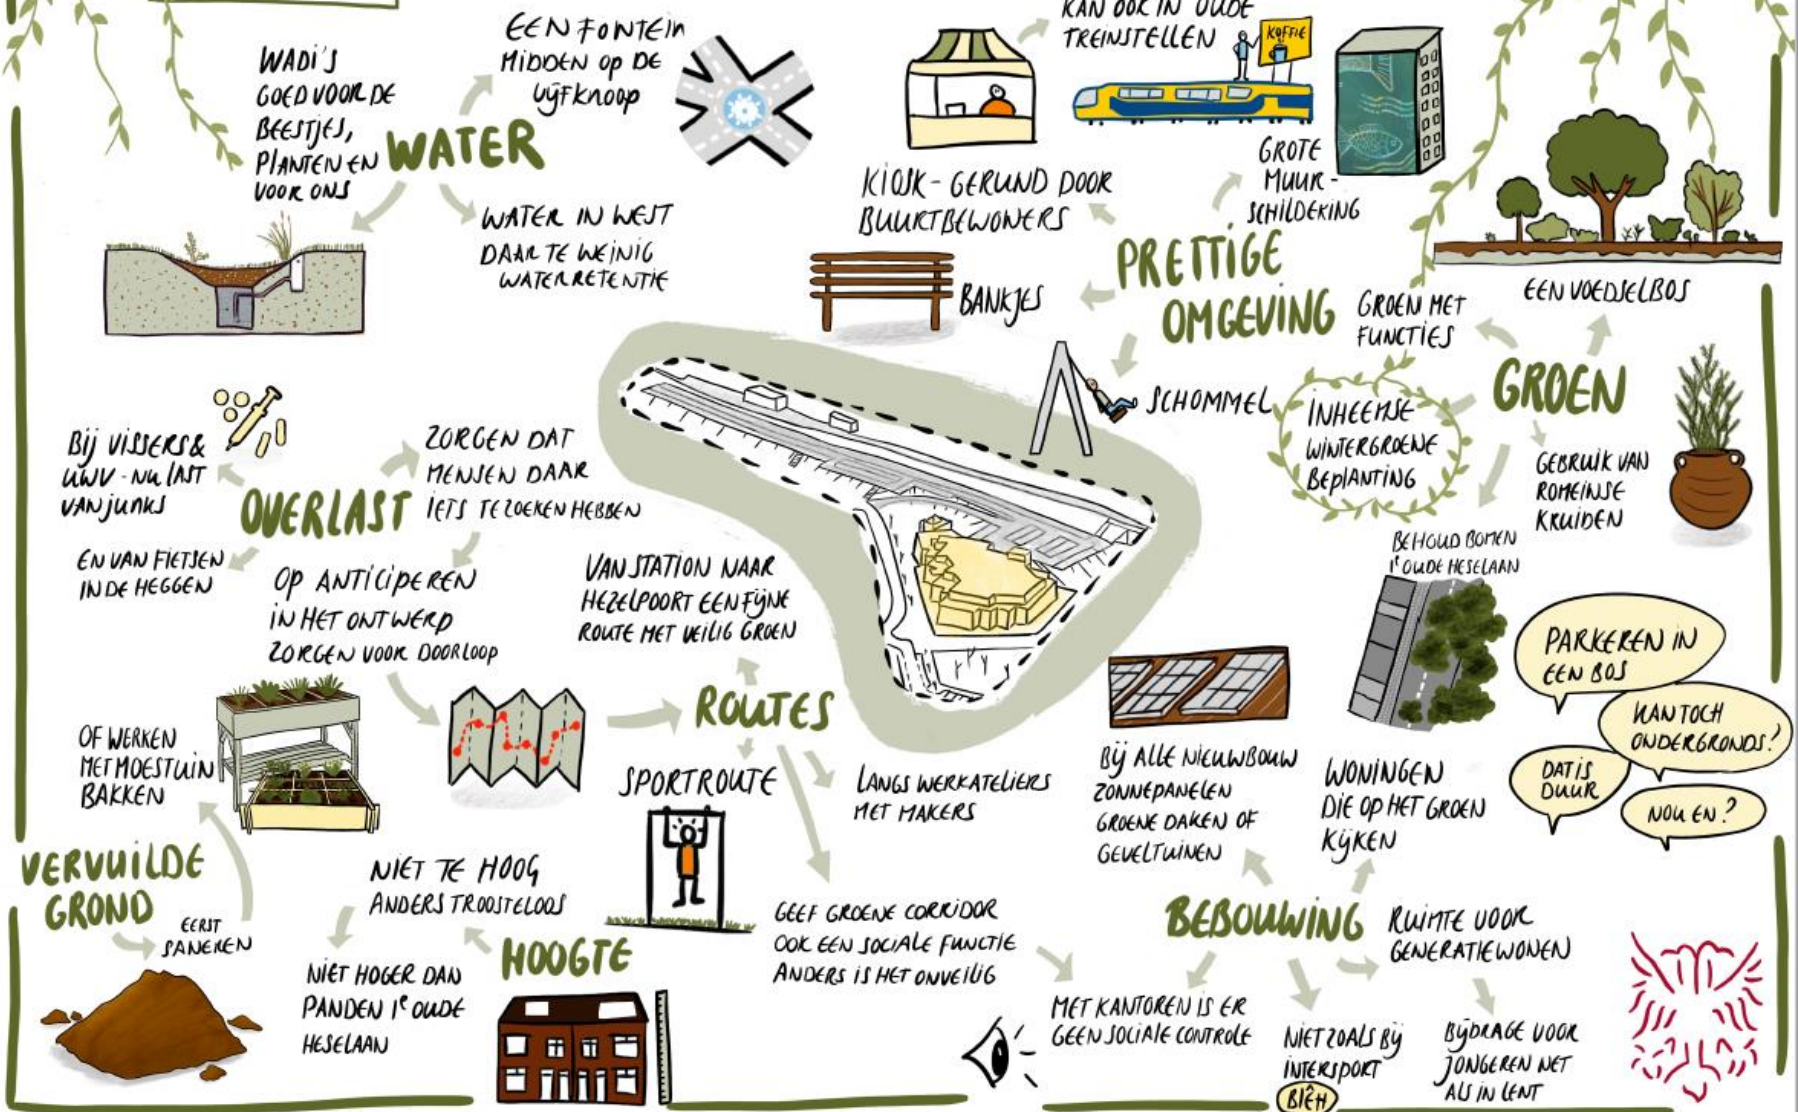 WADI'S
GOED VOOR DE
BEESTJES,
PLANTEN EN
VOOR ONS
WATER
EEN FONTEIN
MIDDEN OP DE
VIJFKNOOP
WATER IN WEST
DAAR TE WEINIG
WATERRETENTIE
KAN OOK IN OUDE
TREINSTELLEN
KOFFIE
KIOSK - GERUND DOOR
BUURTBEWONERS
GROTE
MUUR-
SCHILDERING
PRETTIGE
OMGEVING
BANKJES
SCHOMMEL
GROEN MET
FUNCTIES
EEN VOEDSELBOS
GROEN
INHEEMSE
WINTERGROENE
BEPLANTING
GEBRUIK VAN
ROMEINSE
KRUIDEN
BEHOUD BOMEN
1e OUDE HESELAAN
BIJ VISSERS &
UWV - NU LAST
VAN JUNKS
OVERLAST
ZORGEN DAT
MENSEN DAAR
IETS TE ZOEKEN HEBBEN
EN VAN FIETSEN
IN DE HEGGEN
OP ANTICIPEREN
IN HET ONTWERP
ZORGEN VOOR DOORLOOP
VAN STATION NAAR
HEZELPOORT EEN FIJNE
ROUTE MET VEILIG GROEN
ROUTES
SPORTROUTE
LANGS WERKATELIERS
MET MAKERS
GEEF GROENE CORRIDOR
OOK EEN SOCIALE FUNCTIE
ANDERS IS HET ONVEILIG
OF WERKEN
MET MOESTUIN
BAKKEN
VERVUILDE
GROND
EERST
SANEREN
NIET TE HOOG
ANDERS TROOSTELOOS
HOOGTE
NIET HOGER DAN
PANDEN 1e OUDE
HESELAAN
BIJ ALLE NIEUWBOUW
ZONNEPANELEN
GROENE DAKEN OF
GEVELTUINEN
WONINGEN
DIE OP HET GROEN
KIJKEN
PARKEREN IN
EEN BOS
KAN TOCH
ONDERGRONDS?
DAT IS
DUUR
NOU EN?
BEBOUWING
RUIMTE VOOR
GENERATIEWONEN
MET KANTOREN IS ER
GEEN SOCIALE CONTROLE
NIET ZOALS BIJ
INTERSPORT
BLÊH
BIJDRAGE VOOR
JONGEREN NET
ALS IN LENT